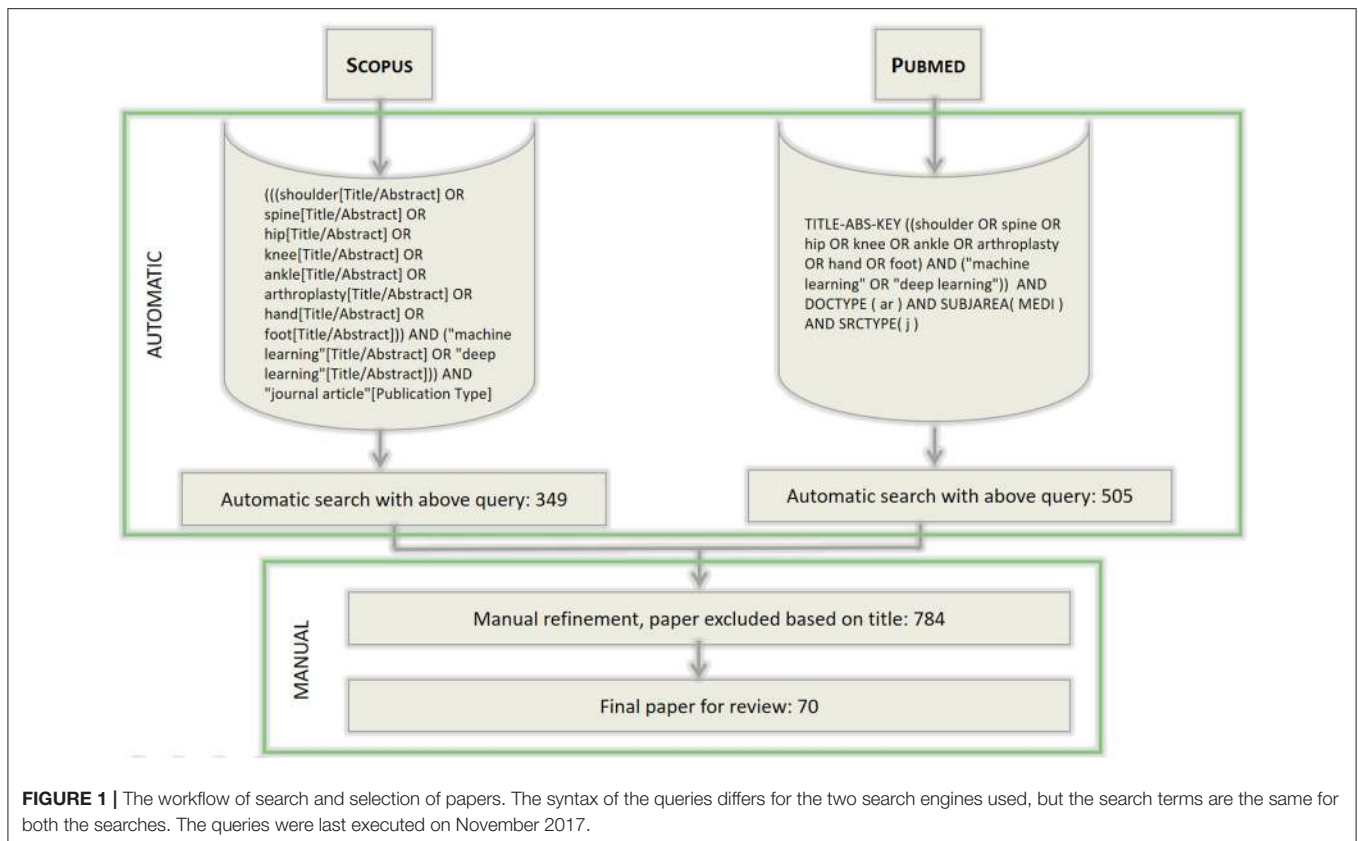 SCOPUS
PUBMED
AUTOMATIC
(((shoulder[Title/Abstract] OR
spine[Title/Abstract] OR
hip[Title/Abstract] OR
knee[Title/Abstract] OR
ankle[Title/Abstract] OR
arthroplasty[Title/Abstract] OR
hand[Title/Abstract] OR
foot[Title/Abstract])) AND ("machine
learning"[Title/Abstract] OR "deep
learning"[Title/Abstract])) AND
"journal article"[Publication Type]
TITLE-ABS-KEY ((shoulder OR spine OR
hip OR knee OR ankle OR arthroplasty
OR hand OR foot) AND ("machine
learning" OR "deep learning")) AND
DOCTYPE ( ar ) AND SUBJAREA( MEDI )
AND SRCTYPE( j )
Automatic search with above query: 349
Automatic search with above query: 505
MANUAL
Manual refinement, paper excluded based on title: 784
Final paper for review: 70
FIGURE 1 | The workflow of search and selection of papers. The syntax of the queries differs for the two search engines used, but the search terms are the same for
both the searches. The queries were last executed on November 2017.